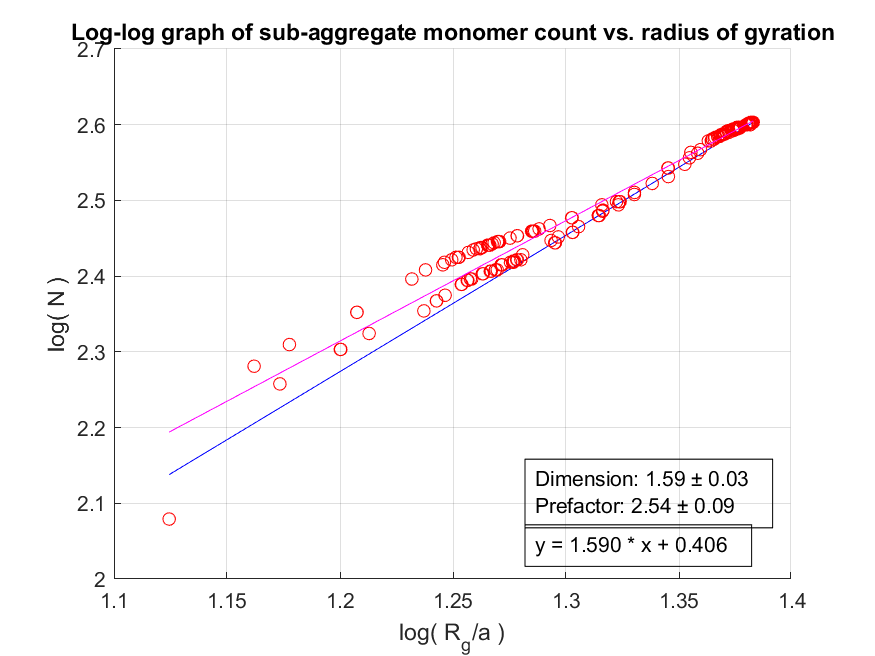 Log-log graph of sub-aggregate monomer count vs. radius of gyration
2.7
2.6
2.5
2.4
2.3
2.2
2.1
2
log( N )
Dimension: 1.59 ± 0.03
Prefactor: 2.54 ± 0.09
y = 1.590 * x + 0.406
1.1 1.15 1.2 1.25 1.3 1.35 1.4
log( R_g/a )